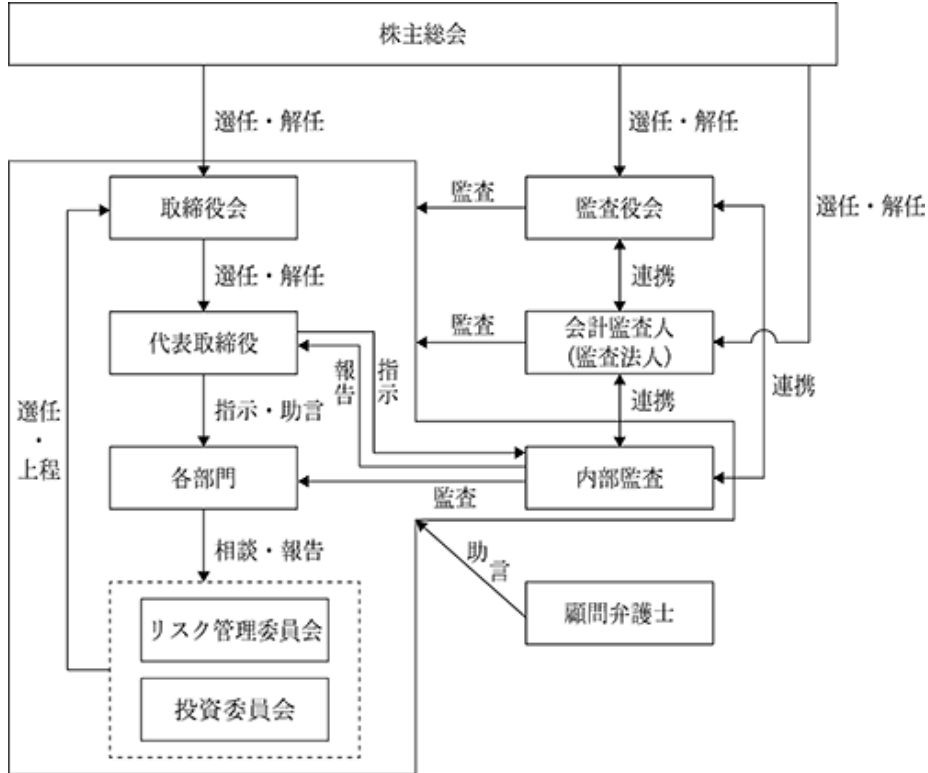 株主総会
選任・解任
選任・解任
選任・解任
取締役会
監査
監査役会
選任・解任
連携
代表取締役
監査
会計監査人
(監査法人)
報告
指示
連携
選任・上程
指示・助言
連携
各部門
監査
内部監査
相談・報告
助言
顧問弁護士
リスク管理委員会
投資委員会